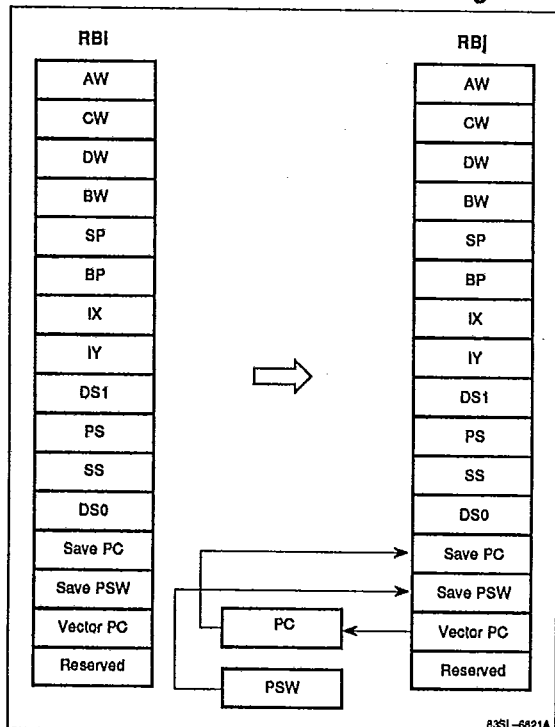 RBi
AW
CW
DW
BW
SP
BP
IX
IY
DS1
PS
SS
DS0
Save PC
Save PSW
Vector PC
Reserved
PC
PSW
RBj
AW
CW
DW
BW
SP
BP
IX
IY
DS1
PS
SS
DS0
Save PC
Save PSW
Vector PC
Reserved
83SL-6821A